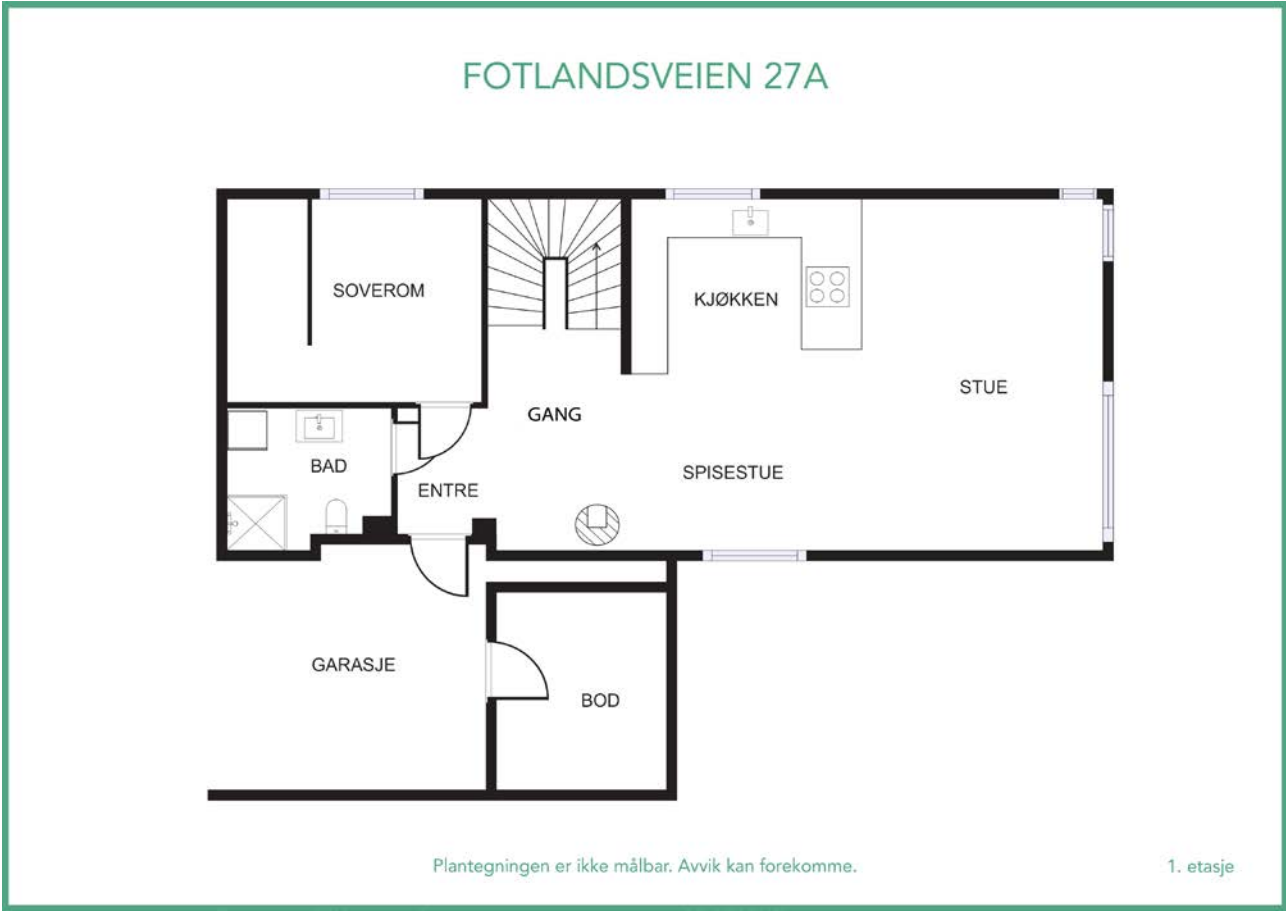 FOTLANDSVEIEN 27A
SOVEROM
KJØKKEN
STUE
GANG
BAD
SPISESTUE
ENTRE
GARASJE
BOD
Plantegningen er ikke målbar. Avvik kan forekomme.
1. etasje